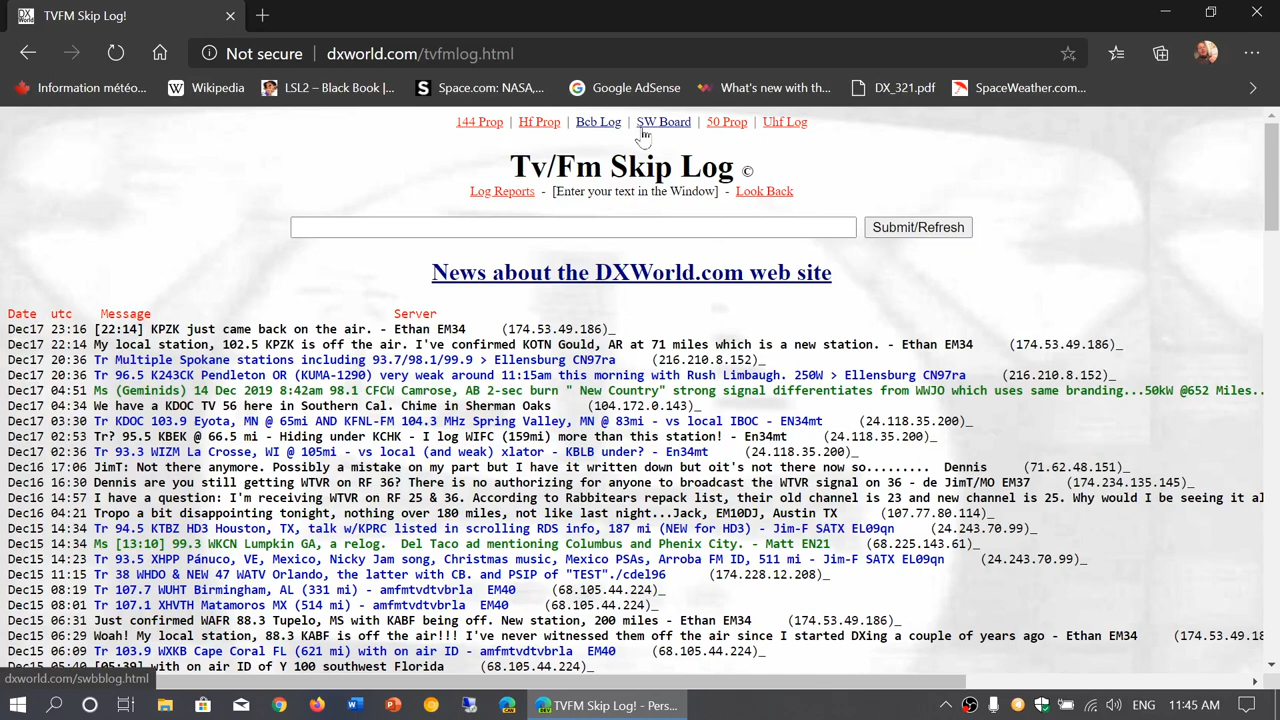 TVFM Skip Log!
Not secure | dxworld.com/tvfmlog.html
Information météo... Wikipedia LSL2 – Black Book |... Space.com: NASA,... Google AdSense What's new with th... DX_321.pdf SpaceWeather.com...
144 Prop | Hf Prop | Bcb Log | SW Board | 50 Prop | Uhf Log
Tv/Fm Skip Log ©
Log Reports - [Enter your text in the Window] - Look Back
Submit/Refresh
News about the DXWorld.com web site
Date utc Message Server
Dec17 23:16 [22:14] KPZK just came back on the air. - Ethan EM34 (174.53.49.186)_
Dec17 22:14 My local station, 102.5 KPZK is off the air. I've confirmed KOTN Gould, AR at 71 miles which is a new station. - Ethan EM34 (174.53.49.186)_
Dec17 20:36 Tr Multiple Spokane stations including 93.7/98.1/99.9 > Ellensburg CN97ra (216.210.8.152)_
Dec17 20:36 Tr 96.5 K243CK Pendleton OR (KUMA-1290) very weak around 11:15am this morning with Rush Limbaugh. 250W > Ellensburg CN97ra (216.210.8.152)_
Dec17 04:51 Ms (Geminids) 14 Dec 2019 8:42am 98.1 CFCW Camrose, AB 2-sec burn " New Country" strong signal differentiates from WWJO which uses same branding...50kW @652 Miles..
Dec17 04:34 We have a KDOC TV 56 here in Southern Cal. Chime in Sherman Oaks (104.172.0.143)_
Dec17 03:30 Tr KDOC 103.9 Eyota, MN @ 65mi AND KFNL-FM 104.3 MHz Spring Valley, MN @ 83mi - vs local IBOC - EN34mt (24.118.35.200)_
Dec17 02:36 Tr? 95.5 KBEK @ 66.5 mi - Hiding under KCHK - I log WIFC (159mi) more than this station! - En34mt (24.118.35.200)_
Dec17 02:36 Tr 93.3 WIZM La Crosse, WI @ 105mi - vs local (and weak) xlator - KBLB under? - En34mt (24.118.35.200)_
Dec16 17:06 JimT: Not there anymore. Possibly a mistake on my part but I have it written down but oit's not there now so......... Dennis (71.62.48.151)_
Dec16 16:30 Dennis are you still getting WTVR on RF 36? There is no authorizing for anyone to broadcast the WTVR signal on 36 - de JimT/MO EM37 (174.234.135.145)_
Dec16 14:57 I have a question: I'm receiving WTVR on RF 25 & 36. According to Rabbitears repack list, their old channel is 23 and new channel is 25. Why would I be seeing it al
Dec16 04:21 Tropo a bit disappointing tonight, nothing over 180 miles, not like last night...Jack, EM10DJ, Austin TX (107.77.80.114)_
Dec15 14:34 Tr 94.5 KTBZ HD3 Houston, TX, talk w/KPRC listed in scrolling RDS info, 187 mi (NEW for HD3) - Jim-F SATX EL09qn (24.243.70.99)_
Dec15 14:34 Ms [13:10] 99.3 WKCN Lumpkin GA, a relog. Del Taco ad mentioning Columbus and Phenix City. - Matt EN21 (68.225.143.61)_
Dec15 14:23 Tr 93.5 XHPP Pánuco, VE, Mexico, Nicky Jam song, Christmas music, Mexico PSAs, Arroba FM ID, 511 mi - Jim-F SATX EL09qn (24.243.70.99)_
Dec15 11:15 Tr 38 WHDO & NEW 47 WATV Orlando, the latter with CB. and PSIP of "TEST"./cdel96 (174.228.12.208)_
Dec15 08:19 Tr 107.7 WUHT Birmingham, AL (331 mi) - amfmtvdtvbrla EM40 (68.105.44.224)_
Dec15 08:01 Tr 107.1 XHVTH Matamoros MX (514 mi) - amfmtvdtvbrla EM40 (68.105.44.224)_
Dec15 06:31 Just confirmed WAFR 88.3 Tupelo, MS with KABF being off. New station, 200 miles - Ethan EM34 (174.53.49.186)_
Dec15 06:29 Woah! My local station, 88.3 KABF is off the air!!! I've never witnessed them off the air since I started DXing a couple of years ago - Ethan EM34 (174.53.49.18
Dec15 06:09 Tr 103.9 WXKB Cape Coral FL (621 mi) with on air ID - amfmtvdtvbrla EM40 (68.105.44.224)_
Dec15 05:40 [05:39] with on air ID of Y 100 southwest Florida (68.105.44.224)_
dxworld.com/swbblog.html
TVFM Skip Log! - Pers... ENG 11:45 AM